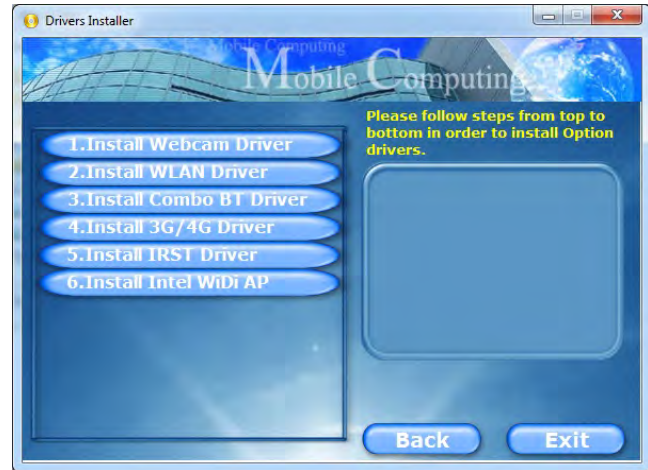 Drivers Installer
Mobile Computing
Mobile Computing
Please follow steps from top to
bottom in order to install Option
drivers.
1.Install Webcam Driver
2.Install WLAN Driver
3.Install Combo BT Driver
4.Install 3G/4G Driver
5.Install IRST Driver
6.Install Intel WiDi AP
Back
Exit